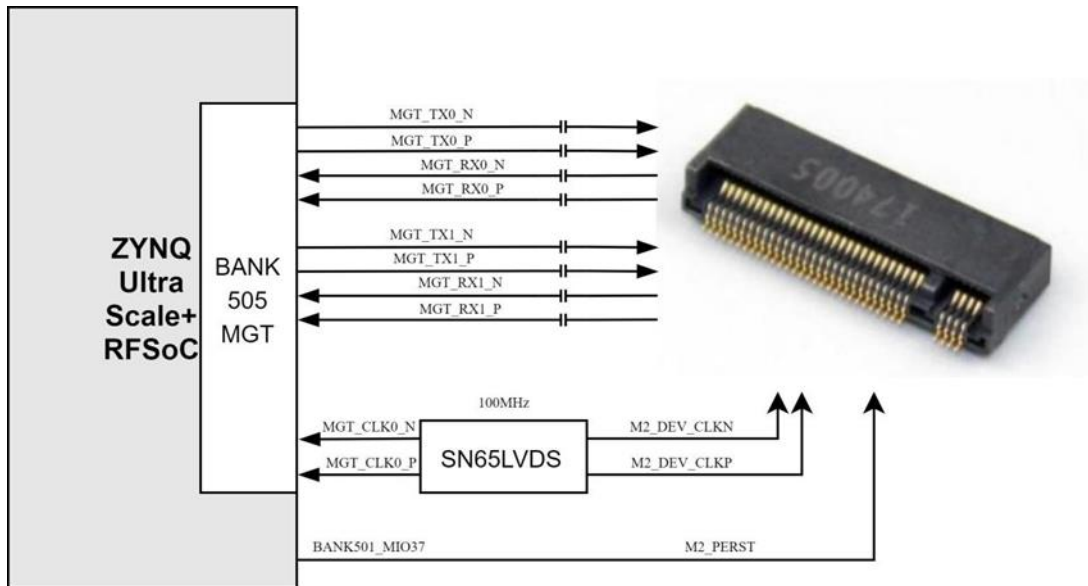 MGT_TX0_N
MGT_TX0_P
MGT_RX0_N
MGT_RX0_P
MGT_TX1_N
MGT_TX1_P
MGT_RX1_N
MGT_RX1_P
ZYNQ
Ultra
Scale+
RFSoC
BANK
505
MGT
174005
100MHz
MGT_CLK0_N
MGT_CLK0_P
SN65LVDS
M2_DEV_CLKN
M2_DEV_CLKP
BANK501_MIO37
M2_PERST